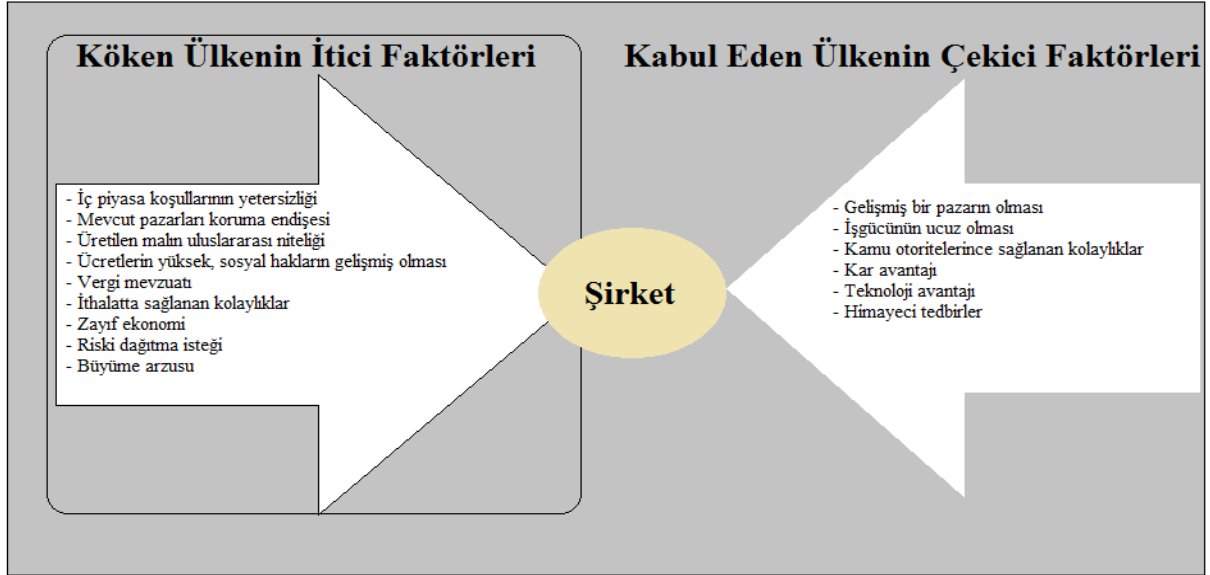 Köken Ülkenin İtici Faktörleri
- İç piyasa koşullarının yetersizliği
- Mevcut pazarları koruma endişesi
- Üretilen malın uluslararası niteliği
- Ücretlerin yüksek, sosyal hakların gelişmiş olması
- Vergi mevzuatı
- İthalatta sağlanan kolaylıklar
- Zayıf ekonomi
- Riski dağıtma isteği
- Büyüme arzusu
Şirket
Kabul Eden Ülkenin Çekici Faktörleri
- Gelişmiş bir pazarın olması
- İşgücünün ucuz olması
- Kamu otoritelerince sağlanan kolaylıklar
- Kar avantajı
- Teknoloji avantajı
- Himayeci tedbirler